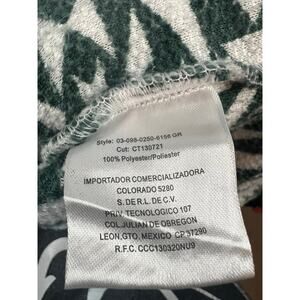 Style: 03-098-0250-6156 GR
Cut: CT130721
100% Polyester/Poliester
IMPORTADOR COMERCIALIZADORA
COLORADO 5280
S. DE R.L. DE C.V.
PRIV. TECNOLOGICO 107
COL.JULIAN DE OBREGON
LEON,GTO. MEXICO CP 37290
R.F.C. CCC130320NU9